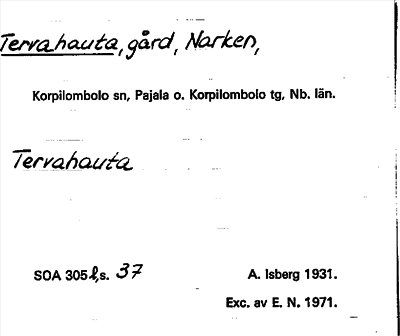 Tervahauta, gård, Narken,
Korpilombolo sn, Pajala o. Korpilombolo tg, Nb. län.
Tervahauta
SOA 305 l, s. 37
A. Isberg 1931.
Exc. av E. N. 1971.